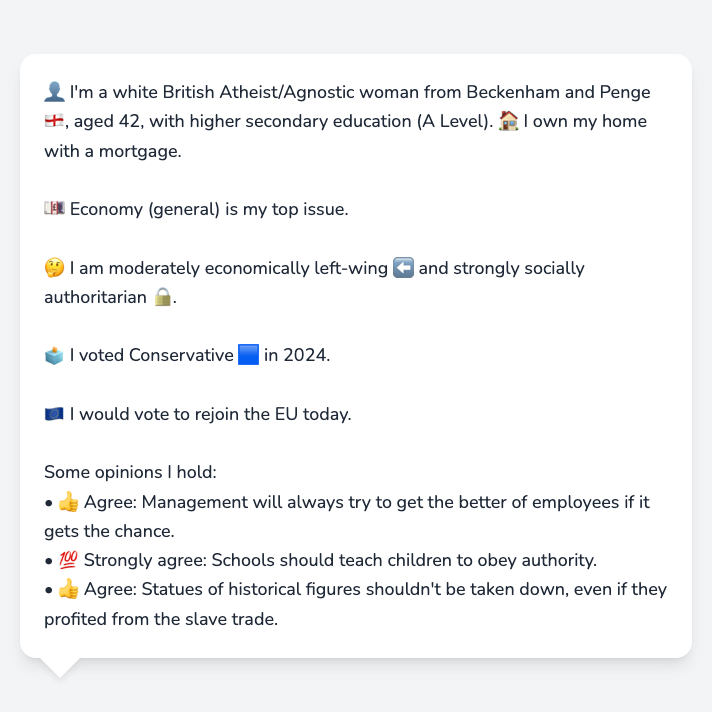 👤 I'm a white British Atheist/Agnostic woman from Beckenham and Penge
🏴󠁧󠁢󠁥󠁮󠁧󠁿, aged 42, with higher secondary education (A Level). 🏠 I own my home
with a mortgage.
💷 Economy (general) is my top issue.
🤔 I am moderately economically left-wing ⬅️ and strongly socially
authoritarian 🔒.
🗳️ I voted Conservative 🟦 in 2024.
🇪🇺 I would vote to rejoin the EU today.
Some opinions I hold:
• 👍 Agree: Management will always try to get the better of employees if it
gets the chance.
• 💯 Strongly agree: Schools should teach children to obey authority.
• 👍 Agree: Statues of historical figures shouldn't be taken down, even if they
profited from the slave trade.